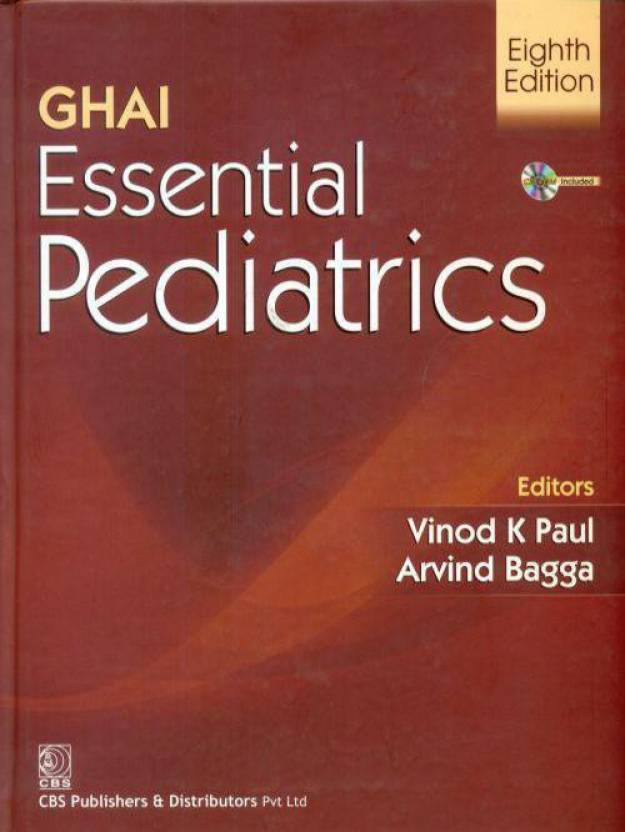 Eighth
Edition
GHAI
Essential
Pediatrics
included
Editors
Vinod K Paul
Arvind Bagga
CBS
CBS Publishers & Distributors Pvt Ltd